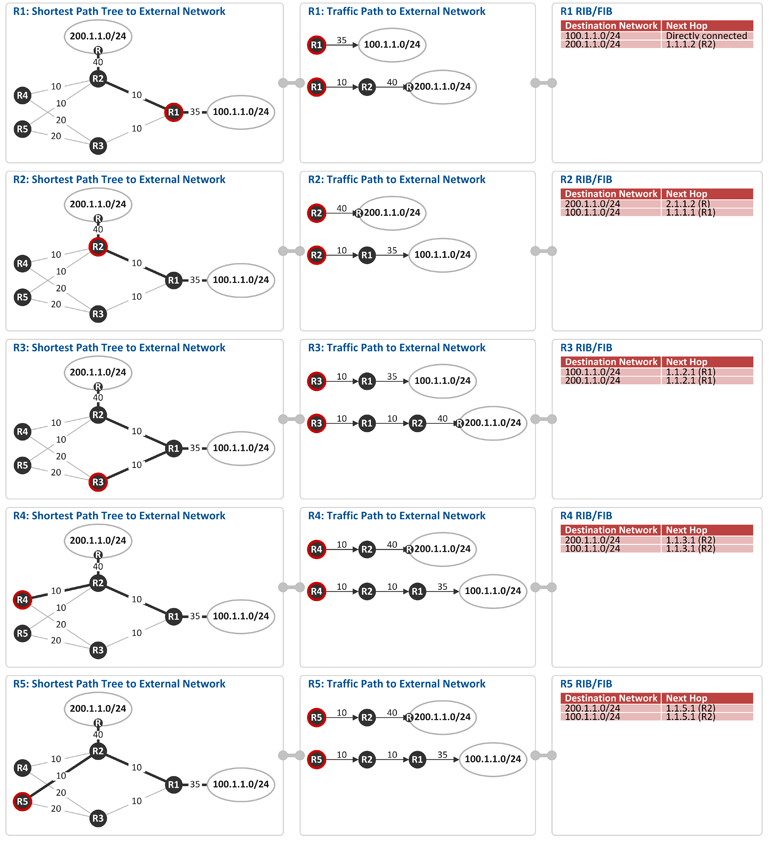 R1: Shortest Path Tree to External Network
200.1.1.0/24
R
40
R2
10
R4
10
10
R1
35
100.1.1.0/24
20
R5
20
10
R3
R1: Traffic Path to External Network
R1
35
100.1.1.0/24
R1
10
R2
40
R
200.1.1.0/24
R1 RIB/FIB
Destination Network Next Hop
100.1.1.0/24 Directly connected
200.1.1.0/24 1.1.1.2 (R2)
R2: Shortest Path Tree to External Network
200.1.1.0/24
R
40
R2
10
R4
10
10
R1
35
100.1.1.0/24
20
R5
20
10
R3
R2: Traffic Path to External Network
R2
40
R
200.1.1.0/24
R2
10
R1
35
100.1.1.0/24
R2 RIB/FIB
Destination Network Next Hop
200.1.1.0/24 2.1.1.2 (R)
100.1.1.0/24 1.1.1.1 (R1)
R3: Shortest Path Tree to External Network
200.1.1.0/24
R
40
R2
10
R4
10
10
R1
35
100.1.1.0/24
20
R5
20
10
R3
R3: Traffic Path to External Network
R3
10
R1
35
100.1.1.0/24
R3
10
R1
10
R2
40
R
200.1.1.0/24
R3 RIB/FIB
Destination Network Next Hop
100.1.1.0/24 1.1.2.1 (R1)
200.1.1.0/24 1.1.2.1 (R1)
R4: Shortest Path Tree to External Network
200.1.1.0/24
R
40
R2
10
R4
10
10
R1
35
100.1.1.0/24
20
R5
20
10
R3
R4: Traffic Path to External Network
R4
10
R2
40
R
200.1.1.0/24
R4
10
R2
10
R1
35
100.1.1.0/24
R4 RIB/FIB
Destination Network Next Hop
200.1.1.0/24 1.1.3.1 (R2)
100.1.1.0/24 1.1.3.1 (R2)
R5: Shortest Path Tree to External Network
200.1.1.0/24
R
40
R2
10
R4
10
10
R1
35
100.1.1.0/24
20
R5
20
10
R3
R5: Traffic Path to External Network
R5
10
R2
40
R
200.1.1.0/24
R5
10
R2
10
R1
35
100.1.1.0/24
R5 RIB/FIB
Destination Network Next Hop
200.1.1.0/24 1.1.5.1 (R2)
100.1.1.0/24 1.1.5.1 (R2)